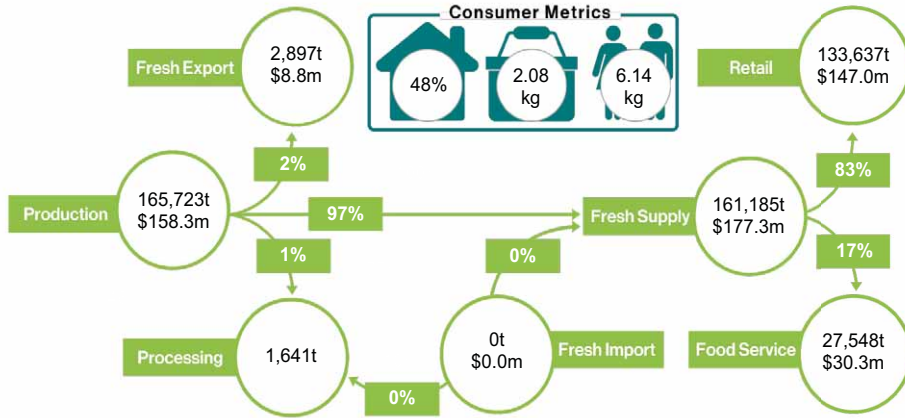 Consumer Metrics
Fresh Export
2,897t
$8.8m
48%
2.08
kg
6.14
kg
Retail
133,637t
$147.0m
2%
83%
Production
165,723t
$158.3m
97%
Fresh Supply
161,185t
$177.3m
1%
0%
17%
Processing
1,641t
0t
$0.0m
Fresh Import
Food Service
27,548t
$30.3m
0%